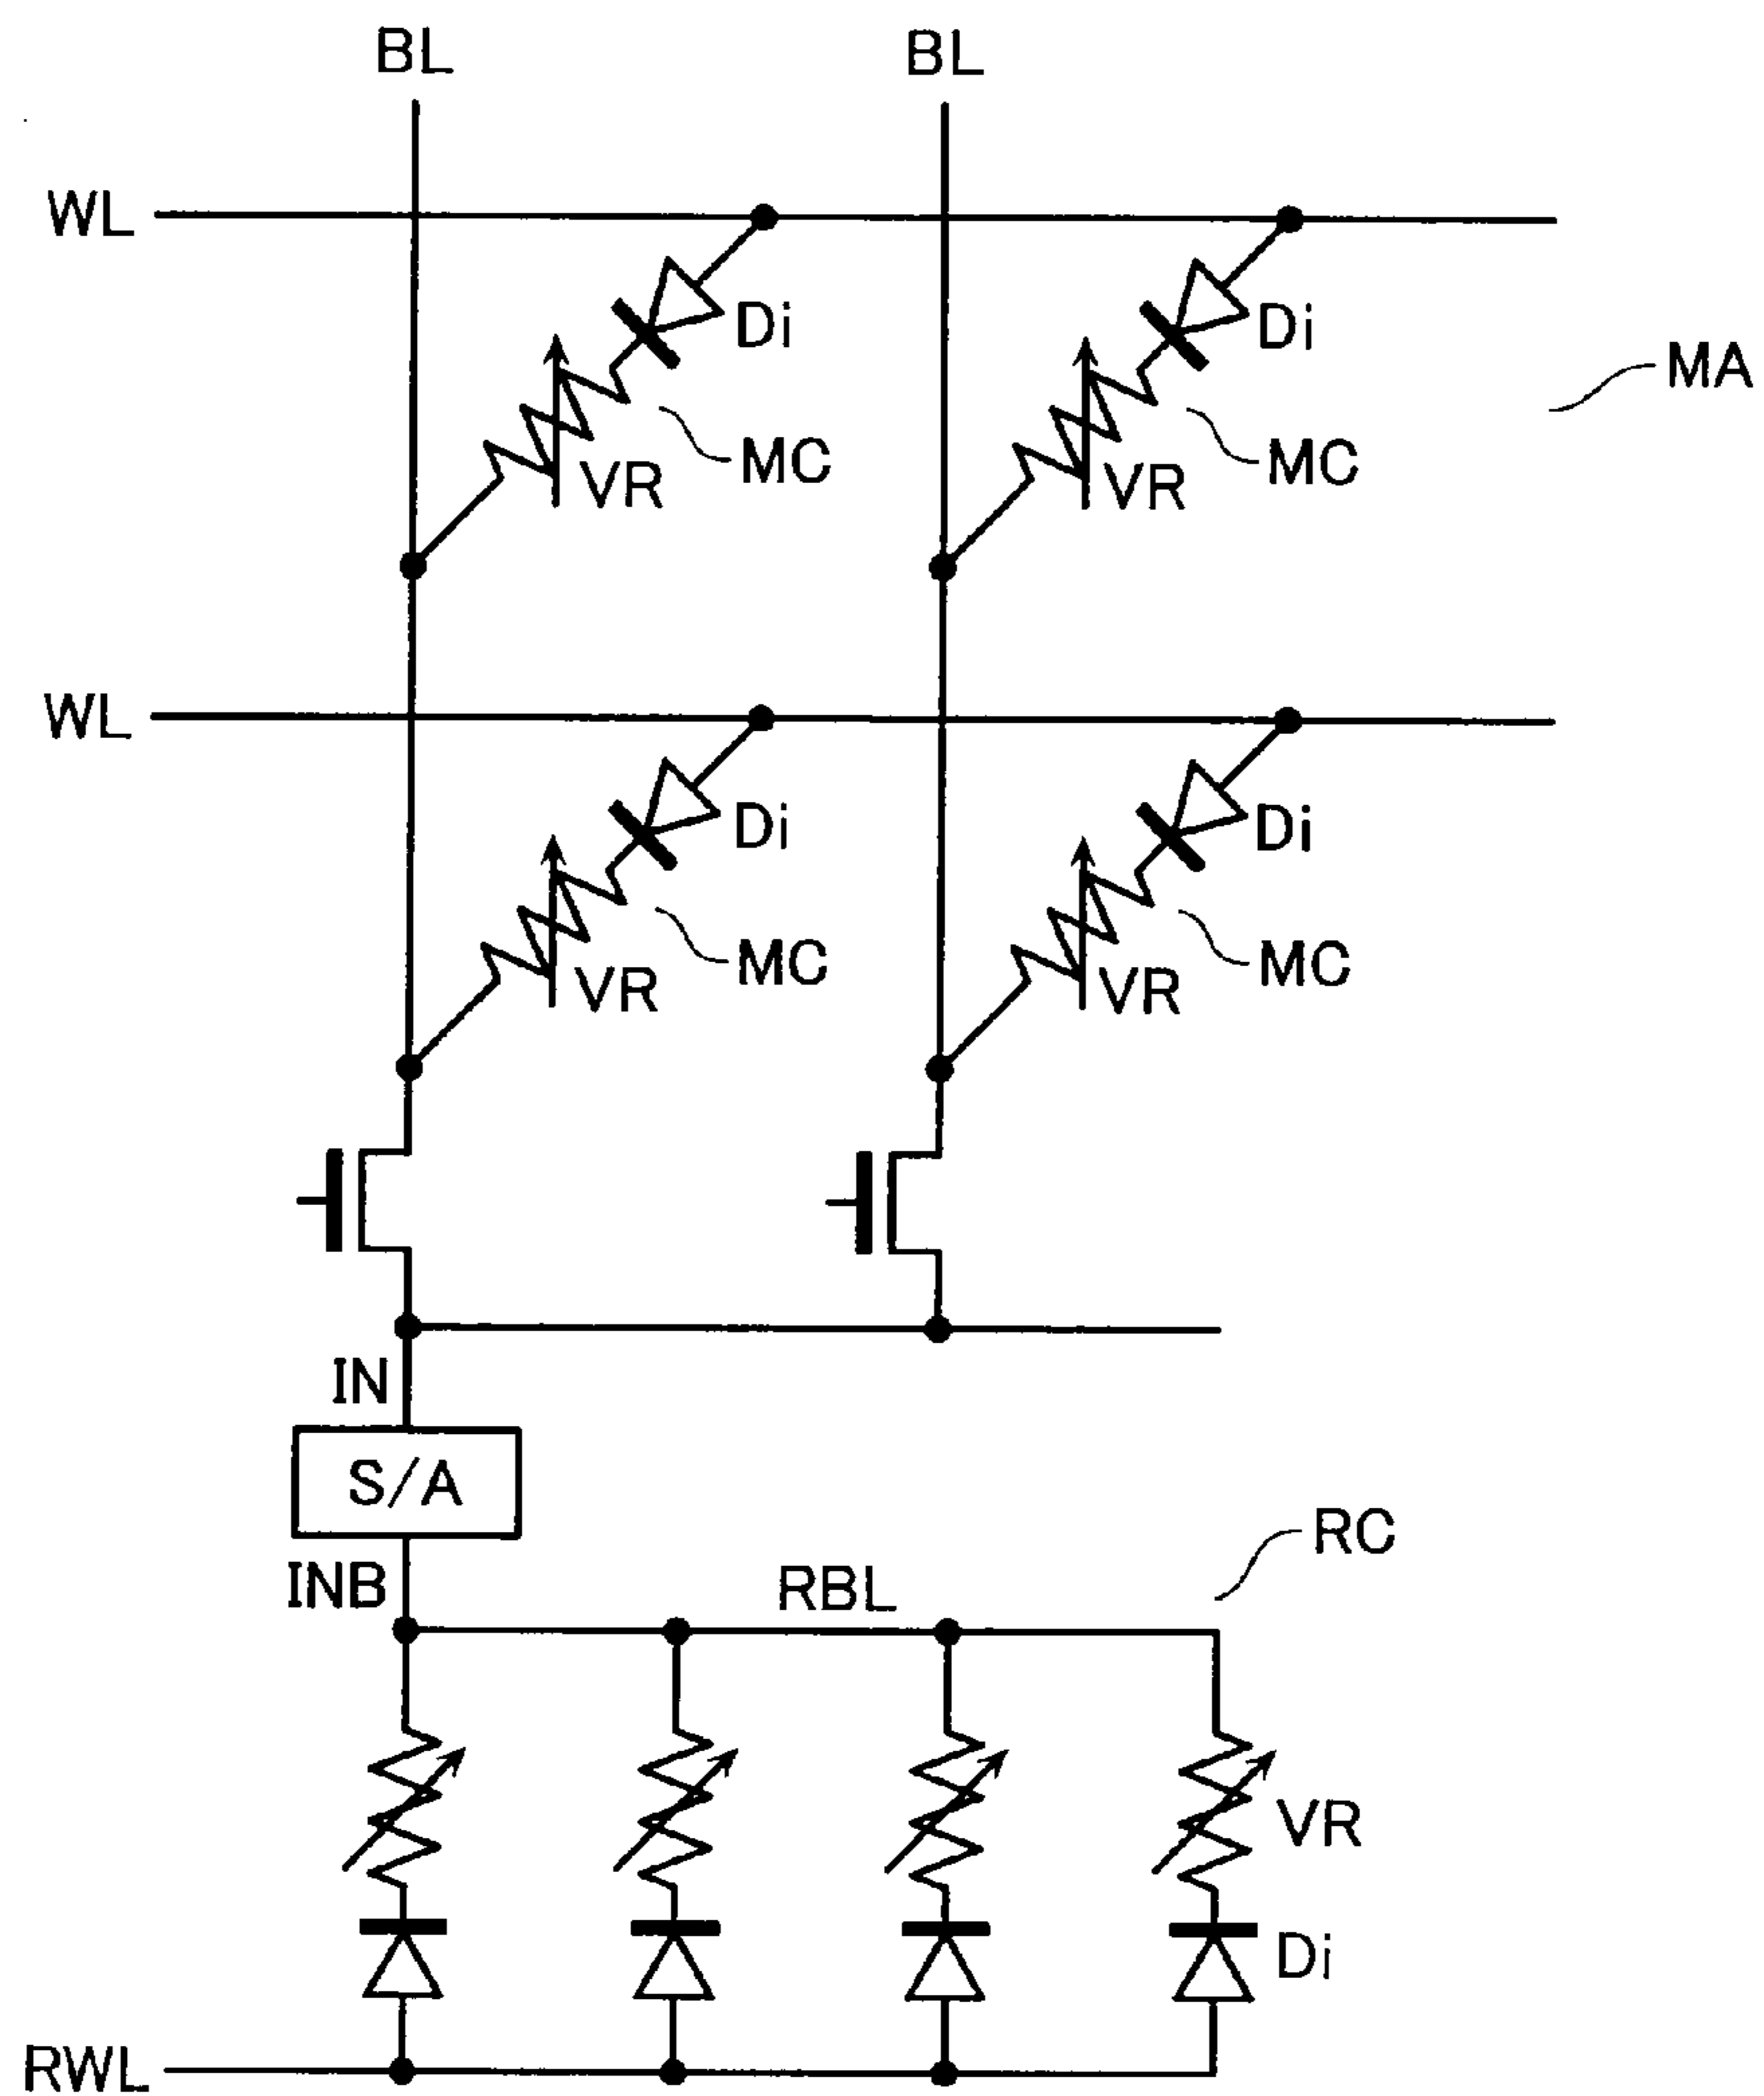 BL BL
WL
Di Di
MA
MC MC
VR VR
WL
Di Di
MC MC
VR VR
IN
S/A
RC
INB RBL
VR
Di
RWL